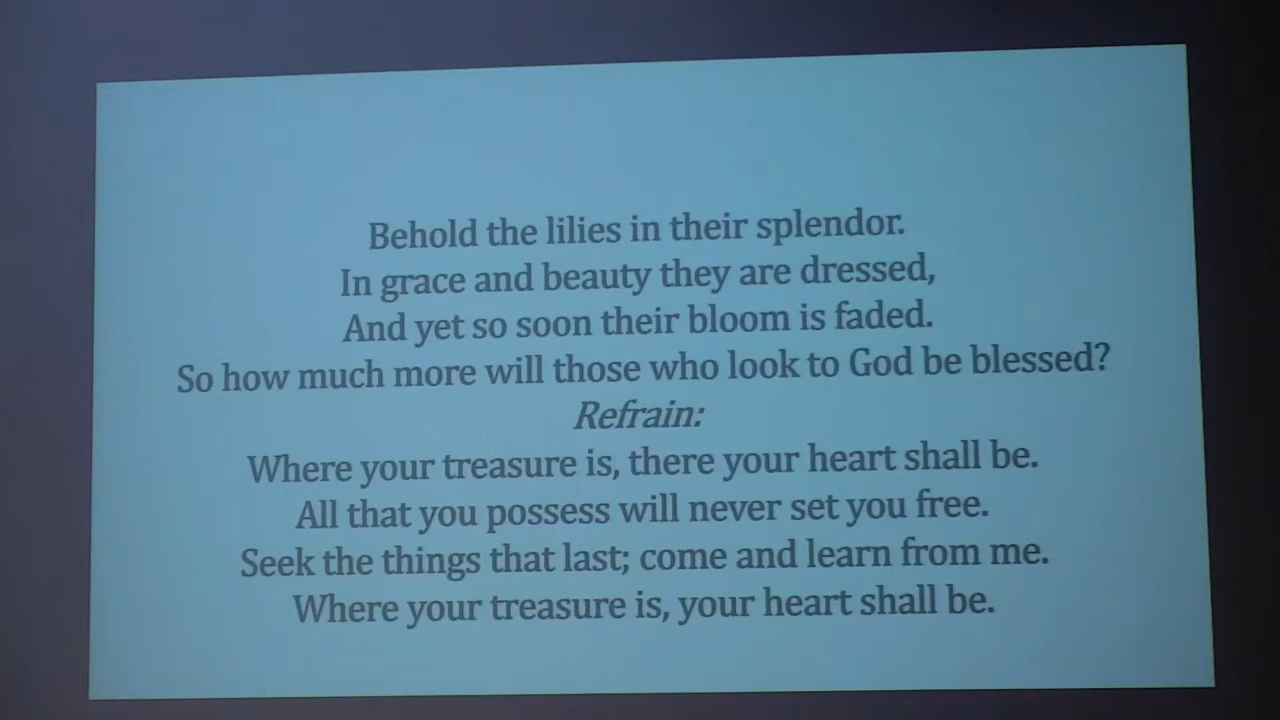 Behold the lilies in their splendor.
In grace and beauty they are dressed,
And yet so soon their bloom is faded.
So how much more will those who look to God be blessed?
Refrain:
Where your treasure is, there your heart shall be.
All that you possess will never set you free.
Seek the things that last; come and learn from me.
Where your treasure is, your heart shall be.